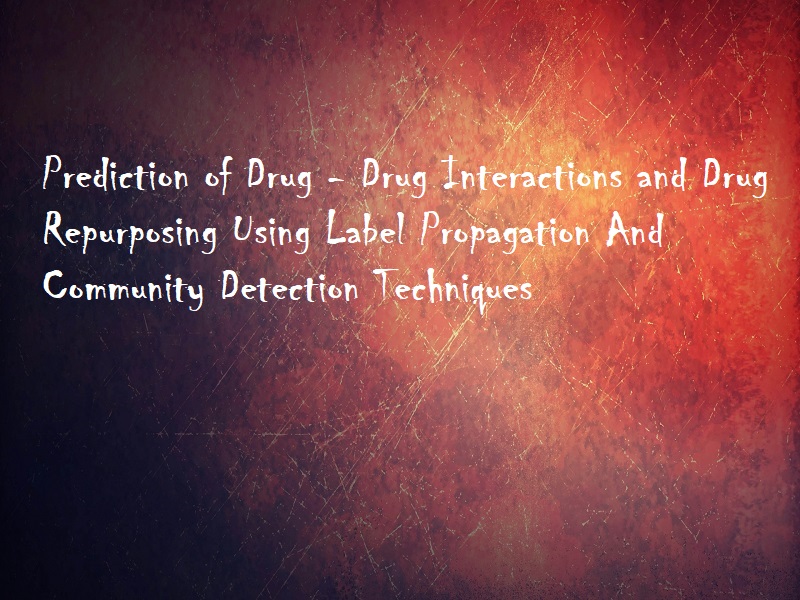 Prediction of Drug - Drug Interactions and Drug
Repurposing Using Label Propagation And
Community Detection Techniques